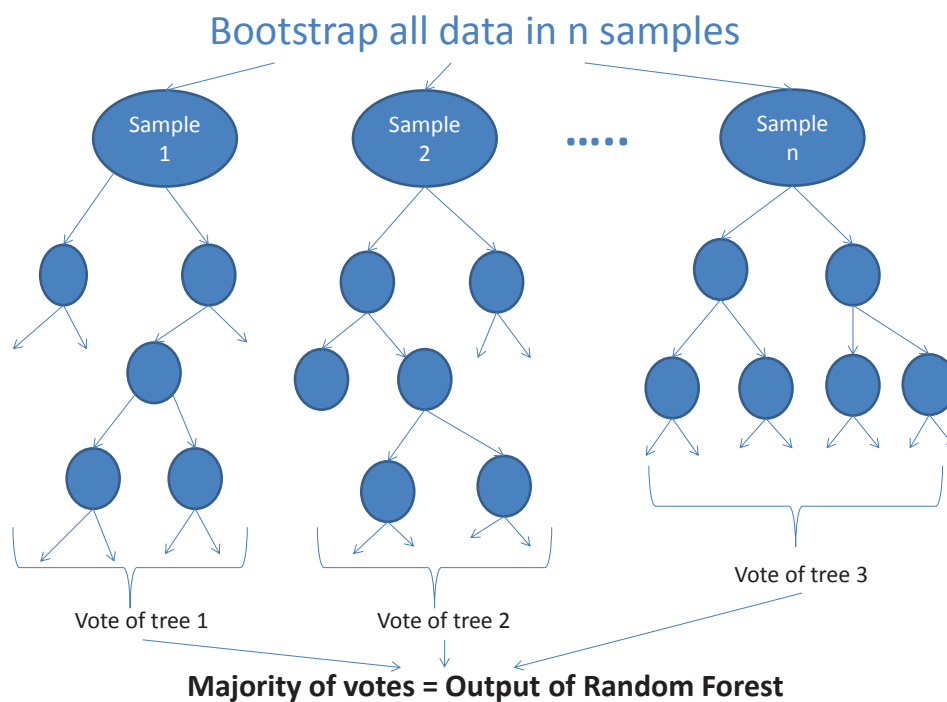 Bootstrap all data in n samples
Sample
1
Sample
2
.....
Sample
n
Vote of tree 1
Vote of tree 2
Vote of tree 3
Majority of votes = Output of Random Forest